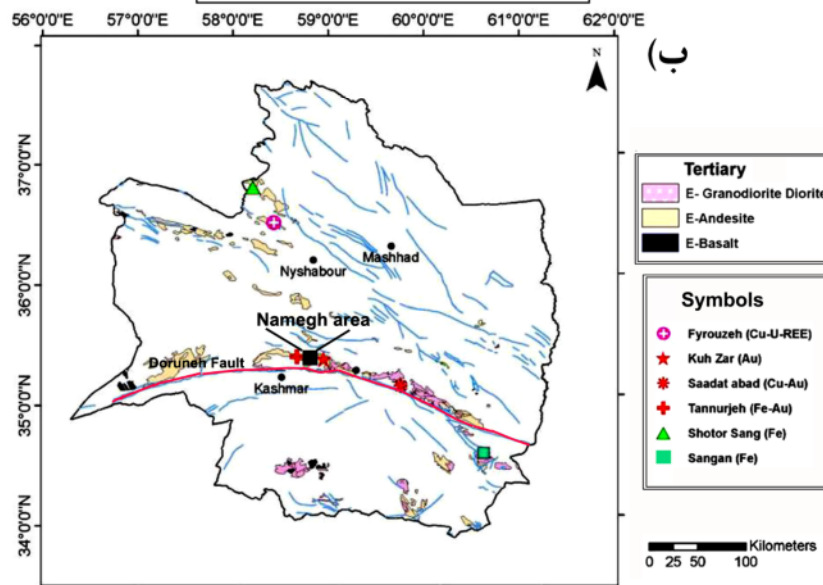 56°0'0"E 57°0'0"E 58°0'0"E 59°0'0"E 60°0'0"E 61°0'0"E 62°0'0"E
ب)
N
37°0'0"N
36°0'0"N
35°0'0"N
34°0'0"N
Mashhad
Nyshabour
Namegh area
Doruneh Fault
Kashmar
Tertiary
E- Granodiorite Diorite
E-Andesite
E-Basalt
Symbols
Fyrouzeh (Cu-U-REE)
Kuh Zar (Au)
Saadat abad (Cu-Au)
Tannurjeh (Fe-Au)
Shotor Sang (Fe)
Sangan (Fe)
Kilometers
0 25 50 100